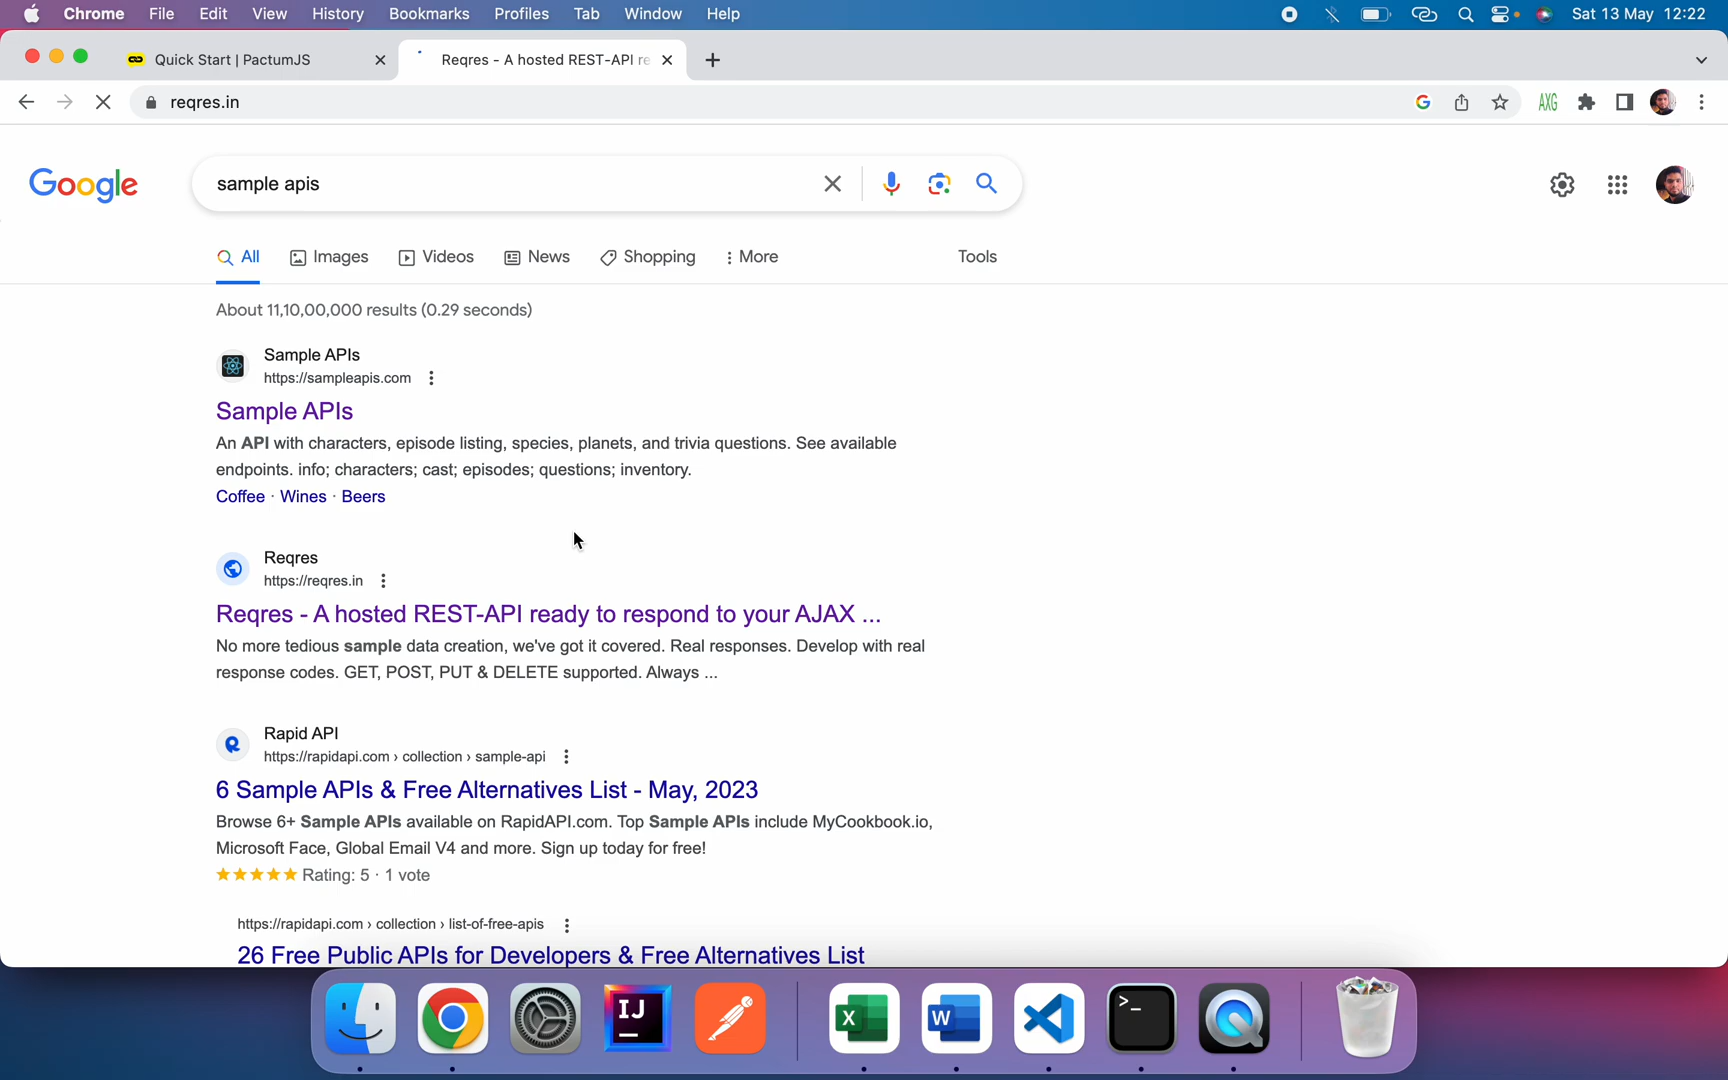 Chrome File Edit View History Bookmarks Profiles Tab Window Help Sat 13 May 12:22
Quick Start | PactumJS
Reqres - A hosted REST-API re
reqres.in
AXG
Google
sample apis
All Images Videos News Shopping More Tools
About 11,10,00,000 results (0.29 seconds)
Sample APIs
https://sampleapis.com
Sample APIs
An API with characters, episode listing, species, planets, and trivia questions. See available
endpoints. info; characters; cast; episodes; questions; inventory.
Coffee · Wines · Beers
Reqres
https://reqres.in
Reqres - A hosted REST-API ready to respond to your AJAX ...
No more tedious sample data creation, we've got it covered. Real responses. Develop with real
response codes. GET, POST, PUT & DELETE supported. Always ...
Rapid API
https://rapidapi.com › collection › sample-api
6 Sample APIs & Free Alternatives List - May, 2023
Browse 6+ Sample APIs available on RapidAPI.com. Top Sample APIs include MyCookbook.io,
Microsoft Face, Global Email V4 and more. Sign up today for free!
Rating: 5 · 1 vote
https://rapidapi.com › collection › list-of-free-apis
26 Free Public APIs for Developers & Free Alternatives List
IJ
X
W